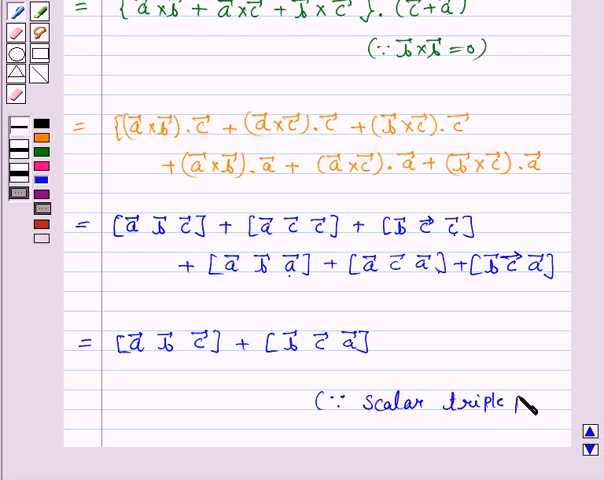 = { a⃗ × b⃗ + a⃗ × c⃗ + b⃗ × c⃗ } . (c⃗ + a⃗)
(∵ b⃗ × b⃗ = 0)
= {(a⃗ × b⃗) . c⃗ + (a⃗ × c⃗) . c⃗ + (b⃗ × c⃗) . c⃗
+ (a⃗ × b⃗) . a⃗ + (a⃗ × c⃗) . a⃗ + (b⃗ × c⃗) . a⃗
= [a⃗ b⃗ c⃗] + [a⃗ c⃗ c⃗] + [b⃗ c⃗ c⃗]
+ [a⃗ b⃗ a⃗] + [a⃗ c⃗ a⃗] + [b⃗ c⃗ a⃗]
= [a⃗ b⃗ c⃗] + [b⃗ c⃗ a⃗]
(∵ scalar triple